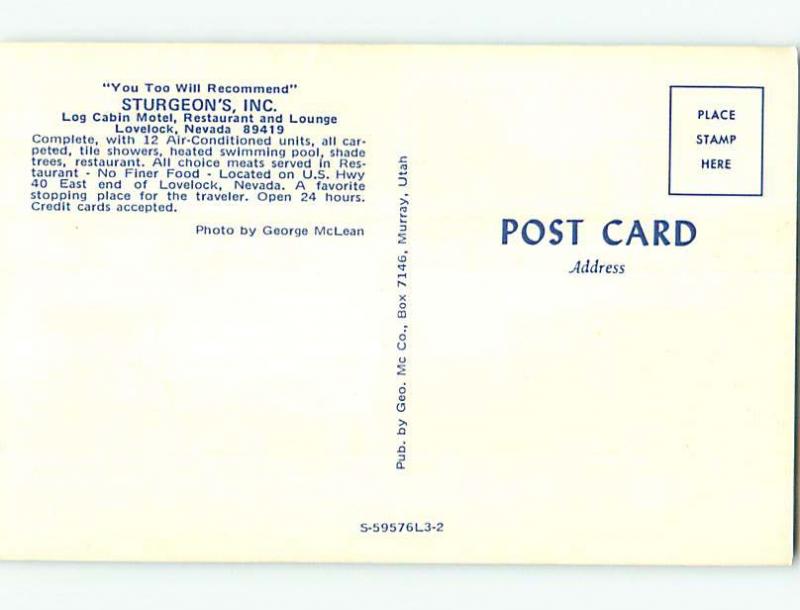 "You Too Will Recommend"
STURGEON'S, INC.
Log Cabin Motel, Restaurant and Lounge
Lovelock, Nevada 89419
Complete, with 12 Air-Conditioned units, all car-
peted, tile showers, heated swimming pool, shade
trees, restaurant. All choice meats served in Res-
taurant - No Finer Food - Located on U.S. Hwy
40 East end of Lovelock, Nevada. A favorite
stopping place for the traveler. Open 24 hours.
Credit cards accepted.
Photo by George McLean
Pub. by Geo. Mc Co., Box 7146, Murray, Utah
PLACE
STAMP
HERE
POST CARD
Address
S-59576L3-2